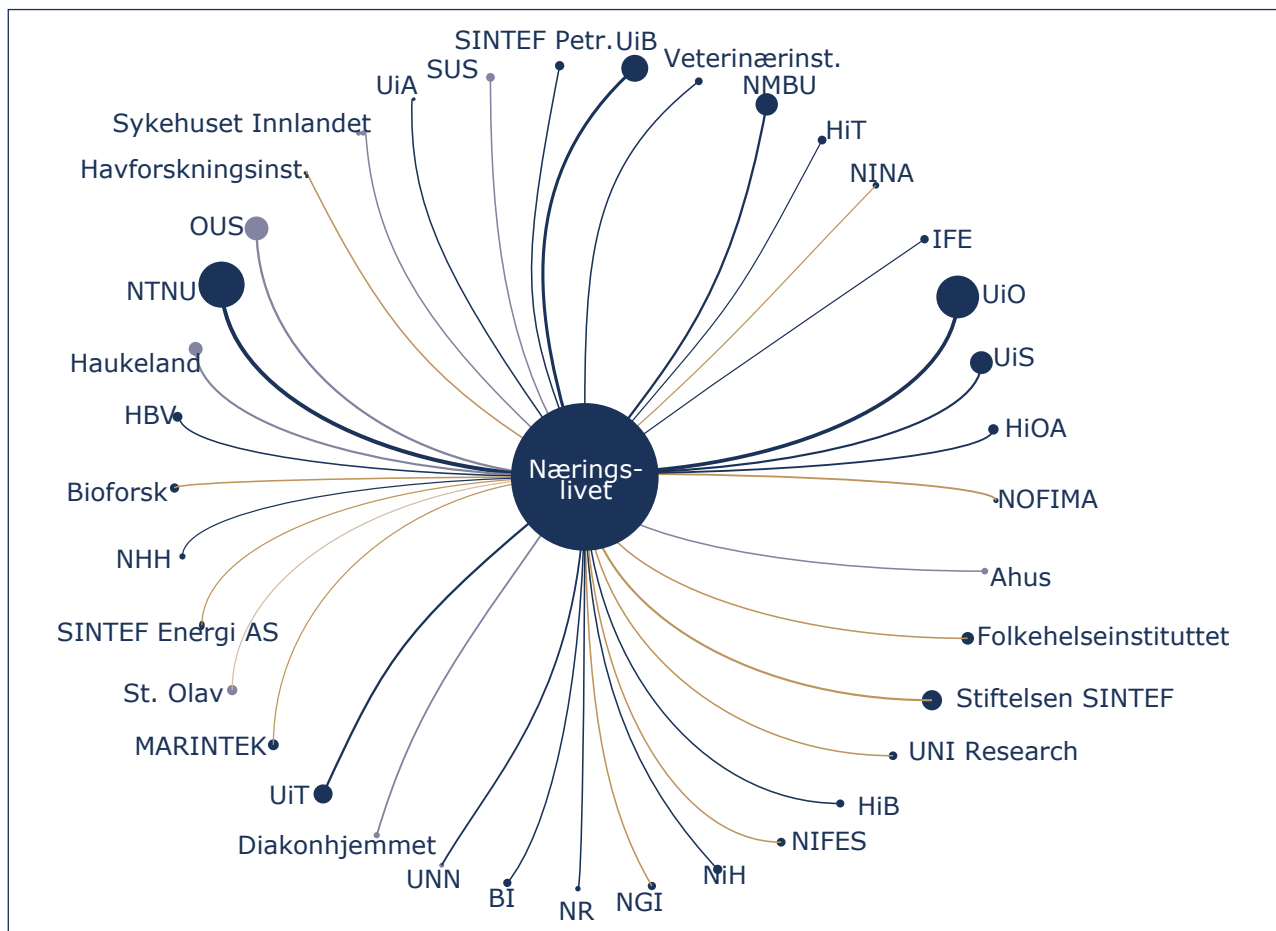 SINTEF Petr.
UiB
Veterinærinst.
SUS
UiA
NMBU
Sykehuset Innlandet
HiT
Havforskningsinst.
NINA
OUS
IFE
NTNU
UiO
Haukeland
UiS
HBV
HiOA
Nærings-
livet
Bioforsk
NOFIMA
NHH
Ahus
SINTEF Energi AS
Folkehelseinstituttet
St. Olav
Stiftelsen SINTEF
MARINTEK
UNI Research
UiT
HiB
Diakonhjemmet
NIFES
UNN
NiH
BI
NGI
NR